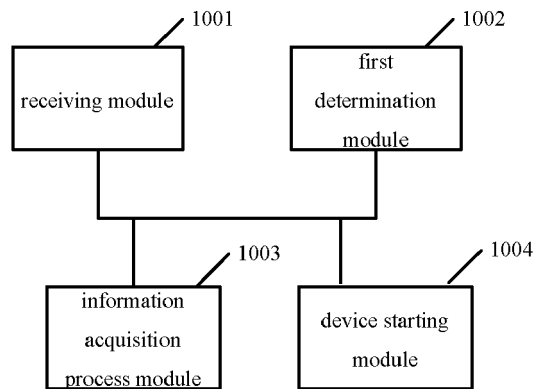 1001
receiving module
1002
first
determination
module
1003
information
acquisition
process module
1004
device starting
module